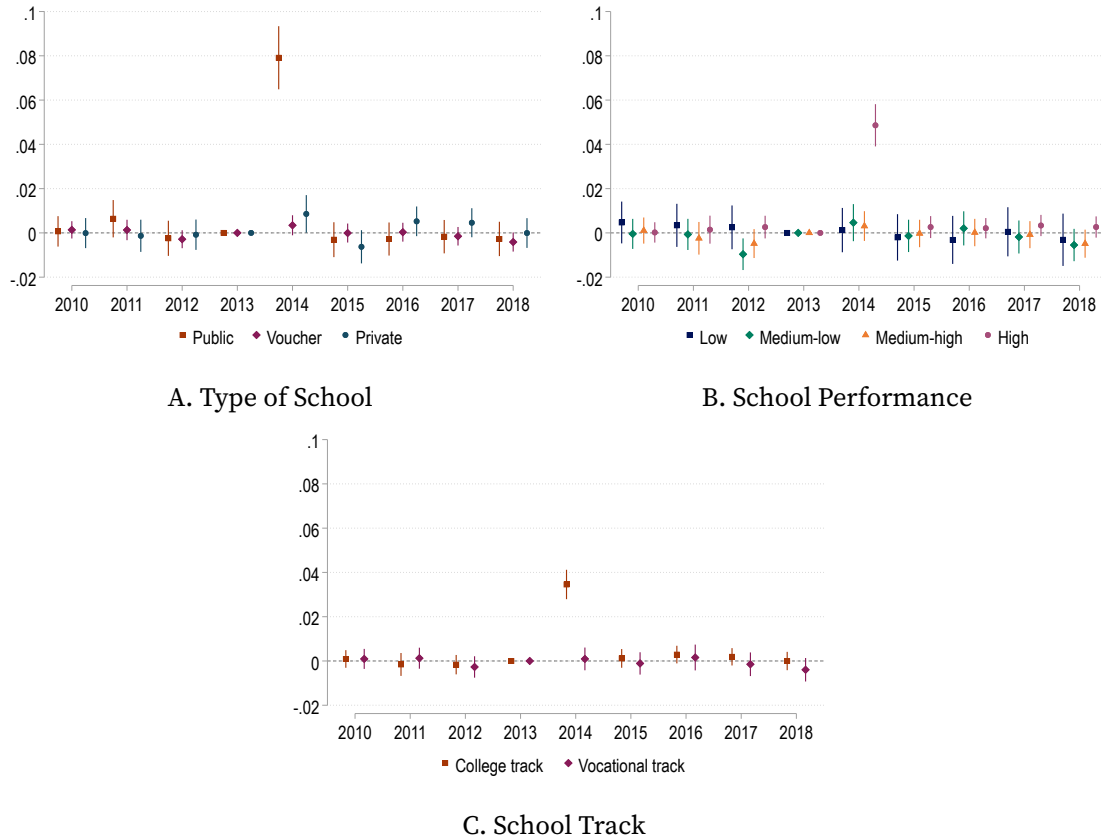 .1
.08
.06
.04
.02
0
-.02
2010 2011 2012 2013 2014 2015 2016 2017 2018
Public Voucher Private
A. Type of School
.1
.08
.06
.04
.02
0
-.02
2010 2011 2012 2013 2014 2015 2016 2017 2018
Low Medium-low Medium-high High
B. School Performance
.1
.08
.06
.04
.02
0
-.02
2010 2011 2012 2013 2014 2015 2016 2017 2018
College track Vocational track
C. School Track